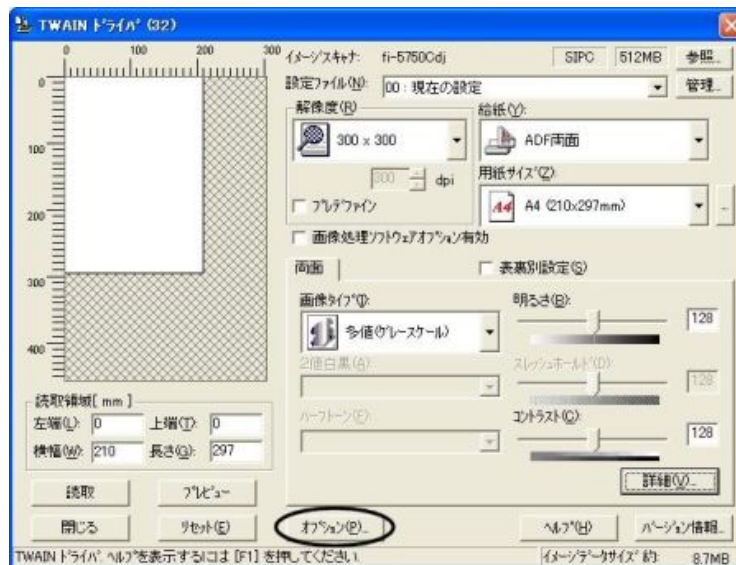 TWAIN ドライバ (32)
0 100 200 300
0
100
200
300
400
イメージスキャナ: fi-5750Cdj SIPC 512MB 参照...
設定ファイル(N): 00 : 現在の設定 管理...
解像度(R)
300 x 300
300 dpi
プレデファイン
給紙(Y):
ADF両面
用紙サイズ(Z):
A4 (210x297mm) ...
画像処理ソフトウェアオプション有効
両面 表裏別設定(S)
画像タイプ(I):
多値(グレースケール)
2値白黒(A):
ハーフトーン(E):
明るさ(B):
128
スレッショホールド(D):
128
コントラスト(C):
128
詳細(V)...
読取領域[ mm ]
左端(L): 0 上端(T): 0
横幅(W): 210 長さ(G): 297
読取 プレビュー
閉じる リセット(E) オプション(P)... ヘルプ(H) バージョン情報...
TWAIN ドライバ. ヘルプを表示するには [F1] を押してください. イメージデータサイズ 約: 8.7MB